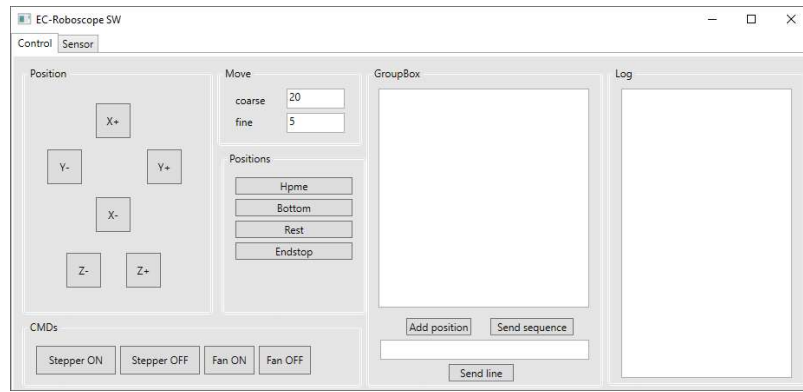 EC-Roboscope SW
Control Sensor
Position
X+
Y- Y+
X-
Z- Z+
Move
coarse 20
fine 5
Positions
Hpme
Bottom
Rest
Endstop
CMDs
Stepper ON Stepper OFF Fan ON Fan OFF
GroupBox
Add position Send sequence
Send line
Log